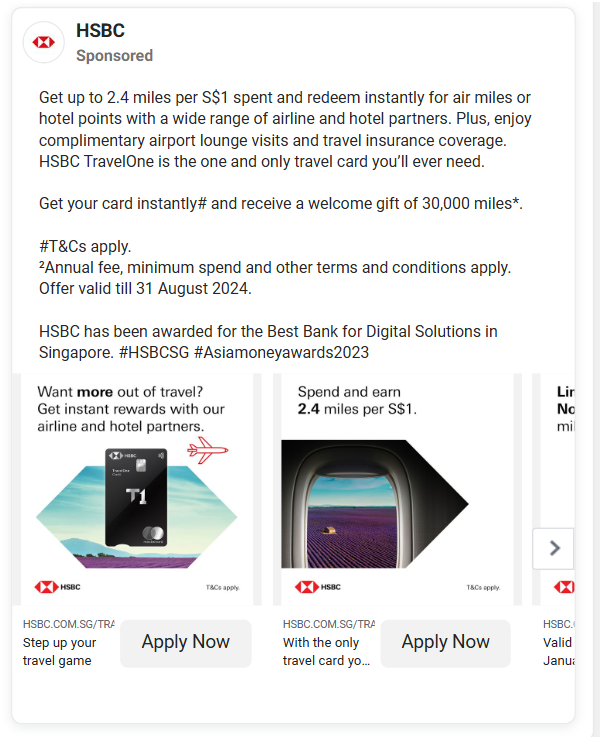 HSBC
Sponsored
Get up to 2.4 miles per S$1 spent and redeem instantly for air miles or
hotel points with a wide range of airline and hotel partners. Plus, enjoy
complimentary airport lounge visits and travel insurance coverage.
HSBC TravelOne is the one and only travel card you'll ever need.
Get your card instantly# and receive a welcome gift of 30,000 miles*.
#T&Cs apply.
²Annual fee, minimum spend and other terms and conditions apply.
Offer valid till 31 August 2024.
HSBC has been awarded for the Best Bank for Digital Solutions in
Singapore. #HSBCSG #Asiamoneyawards2023
Want more out of travel?
Get instant rewards with our
airline and hotel partners.
HSBC
TravelOne
T1
HSBC
T&Cs apply.
HSBC.COM.SG/TRA
Step up your
travel game
Apply Now
Spend and earn
2.4 miles per S$1.
HSBC
T&Cs apply.
HSBC.COM.SG/TRA
With the only
travel card yo...
Apply Now
No
HSBC.
Valid